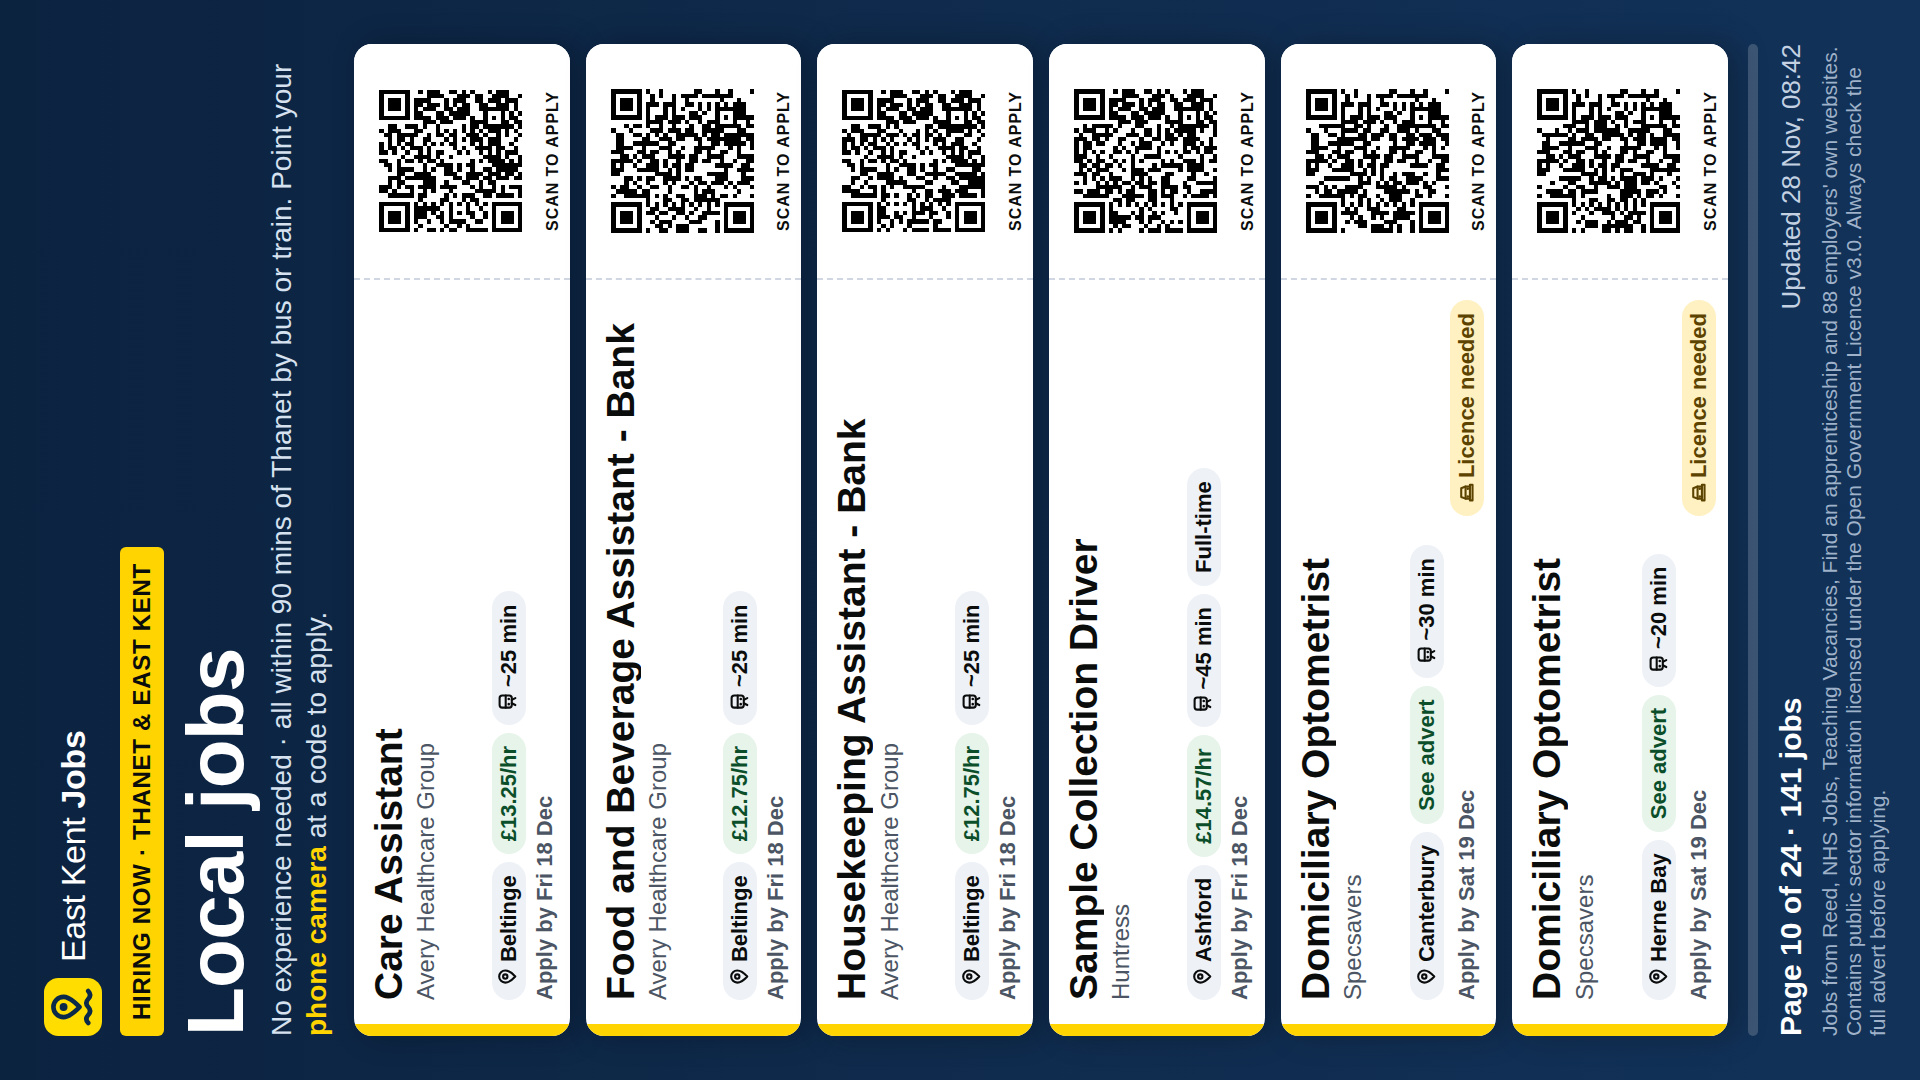 East Kent Jobs
HIRING NOW · THANET & EAST KENT
Local jobs
No experience needed · all within 90 mins of Thanet by bus or train. Point your
phone camera at a code to apply.
Care Assistant
Avery Healthcare Group
Beltinge £13.25/hr ~25 min
Apply by Fri 18 Dec
SCAN TO APPLY
Food and Beverage Assistant - Bank
Avery Healthcare Group
Beltinge £12.75/hr ~25 min
Apply by Fri 18 Dec
SCAN TO APPLY
Housekeeping Assistant - Bank
Avery Healthcare Group
Beltinge £12.75/hr ~25 min
Apply by Fri 18 Dec
SCAN TO APPLY
Sample Collection Driver
Huntress
Ashford £14.57/hr ~45 min Full-time
Apply by Fri 18 Dec
SCAN TO APPLY
Domiciliary Optometrist
Specsavers
Canterbury See advert ~30 min
Apply by Sat 19 Dec Licence needed
SCAN TO APPLY
Domiciliary Optometrist
Specsavers
Herne Bay See advert ~20 min
Apply by Sat 19 Dec Licence needed
SCAN TO APPLY
Page 10 of 24 · 141 jobs Updated 28 Nov, 08:42
Jobs from Reed, NHS Jobs, Teaching Vacancies, Find an apprenticeship and 88 employers' own websites.
Contains public sector information licensed under the Open Government Licence v3.0. Always check the
full advert before applying.